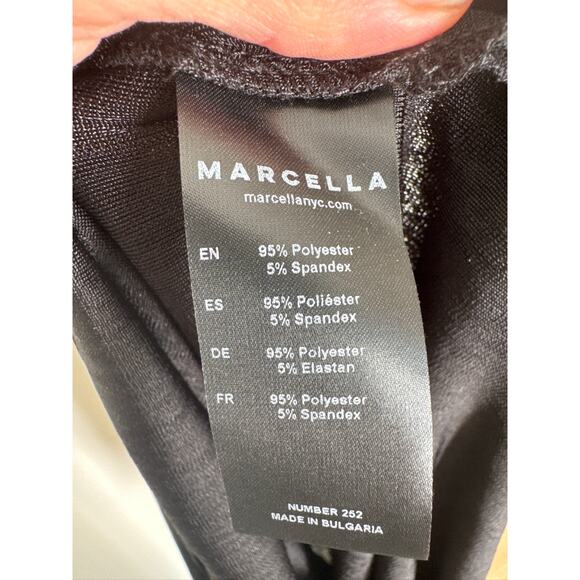 MARCELLA
marcellanyc.com
EN 95% Polyester
5% Spandex
ES 95% Poliéster
5% Spandex
DE 95% Polyester
5% Elastan
FR 95% Polyester
5% Spandex
NUMBER 252
MADE IN BULGARIA